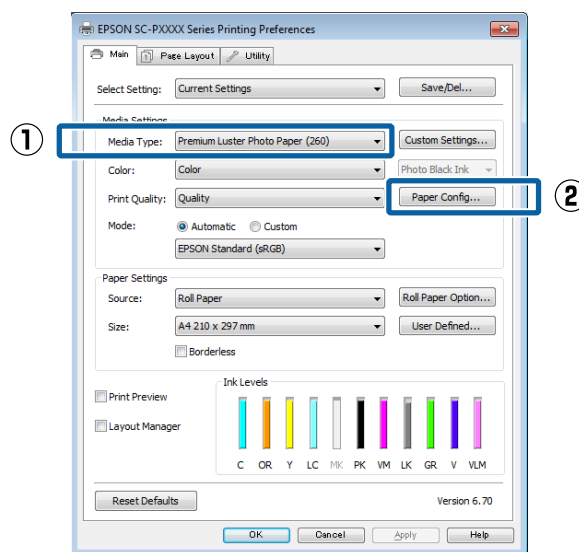 EPSON SC-PXXXX Series Printing Preferences
Main Page Layout Utility
Select Setting: Current Settings Save/Del...
Media Settings
① Media Type: Premium Luster Photo Paper (260) Custom Settings...
Color: Color Photo Black Ink
Print Quality: Quality Paper Config... ②
Mode: Automatic Custom
EPSON Standard (sRGB)
Paper Settings
Source: Roll Paper Roll Paper Option...
Size: A4 210 x 297 mm User Defined...
Borderless
Ink Levels
Print Preview
Layout Manager
C OR Y LC MK PK VM LK GR V VLM
Reset Defaults Version 6.70
OK Cancel Apply Help